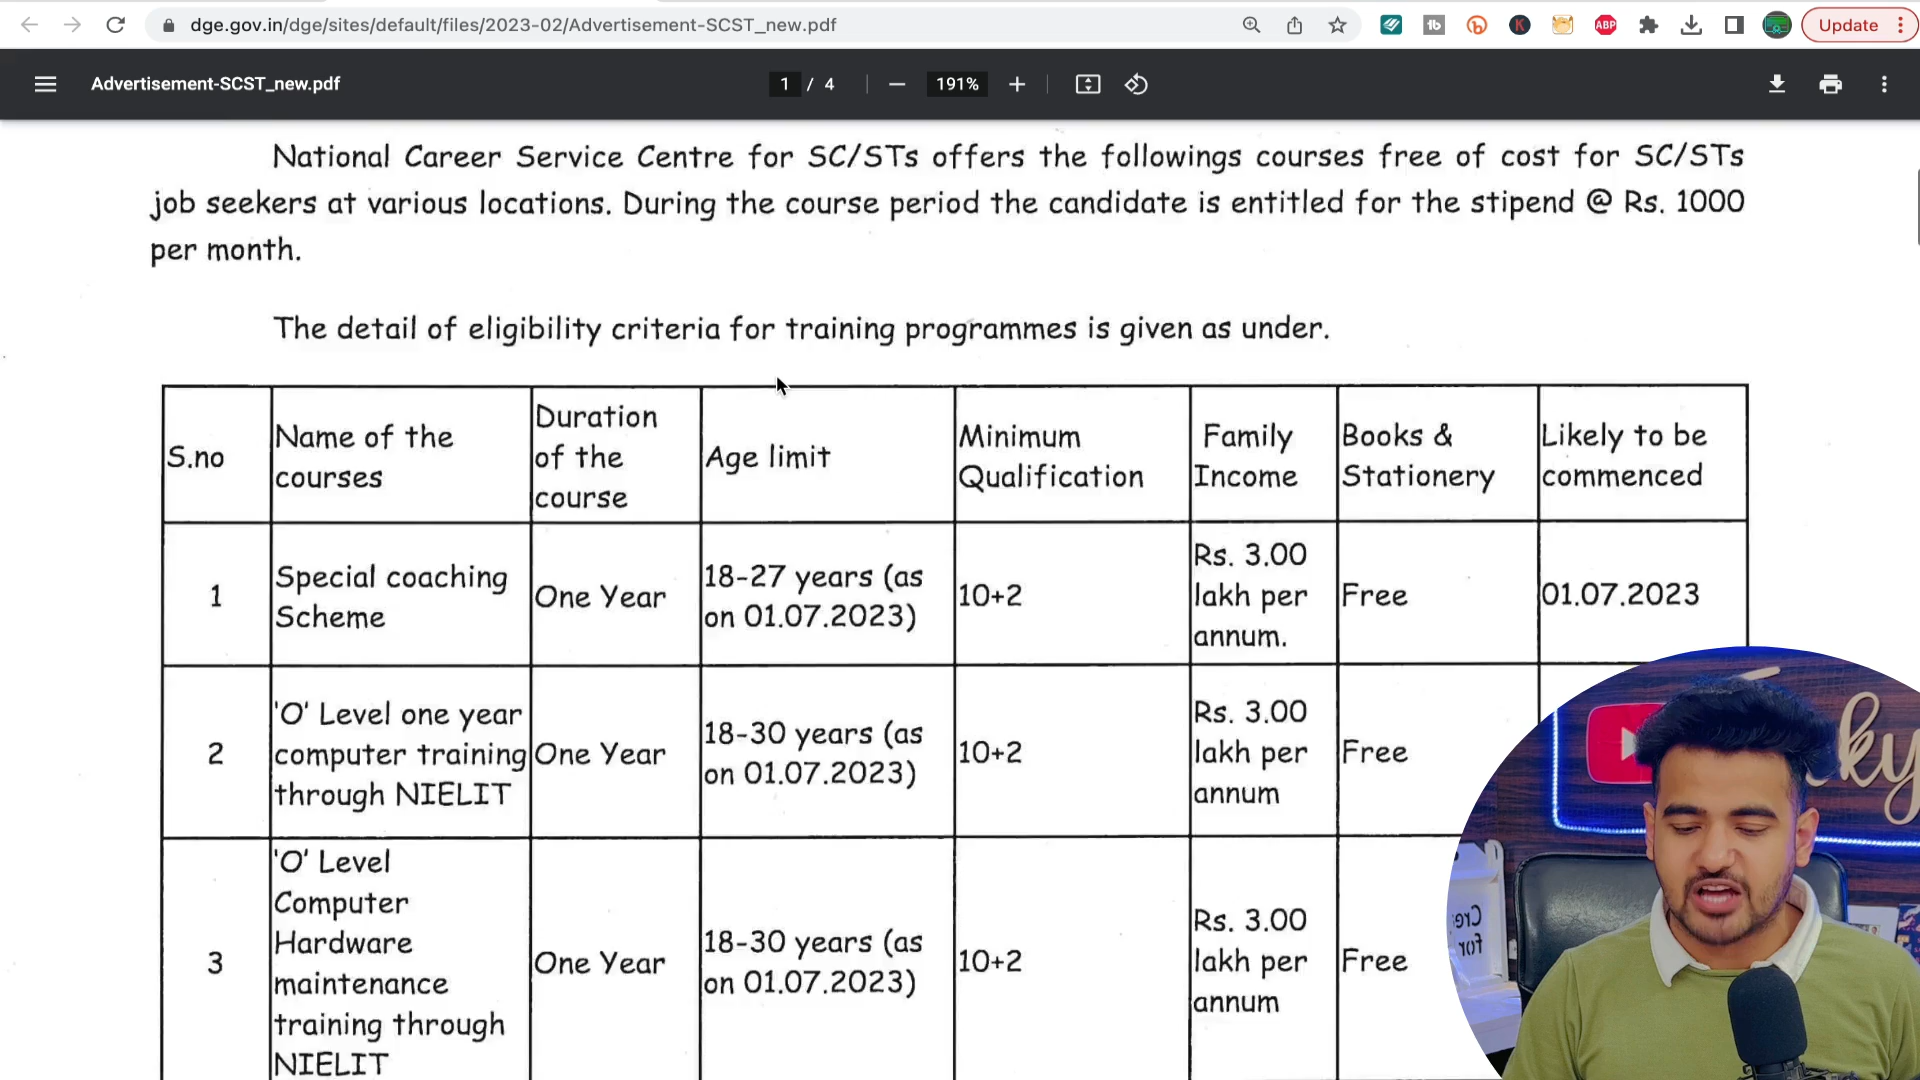 dge.gov.in/dge/sites/default/files/2023-02/Advertisement-SCST_new.pdf
tb
K
ABP
Update
Advertisement-SCST_new.pdf
1 / 4
191%
National Career Service Centre for SC/STs offers the followings courses free of cost for SC/STs
job seekers at various locations. During the course period the candidate is entitled for the stipend @ Rs. 1000
per month.
The detail of eligibility criteria for training programmes is given as under.
S.no
Name of the
courses
Duration
of the
course
Age limit
Minimum
Qualification
Family
Income
Books &
Stationery
Likely to be
commenced
1
Special coaching
Scheme
One Year
18-27 years (as
on 01.07.2023)
10+2
Rs. 3.00
lakh per
annum.
Free
01.07.2023
2
'O' Level one year
computer training
through NIELIT
One Year
18-30 years (as
on 01.07.2023)
10+2
Rs. 3.00
lakh per
annum
Free
3
'O' Level
Computer
Hardware
maintenance
training through
NIELIT
One Year
18-30 years (as
on 01.07.2023)
10+2
Rs. 3.00
lakh per
annum
Free